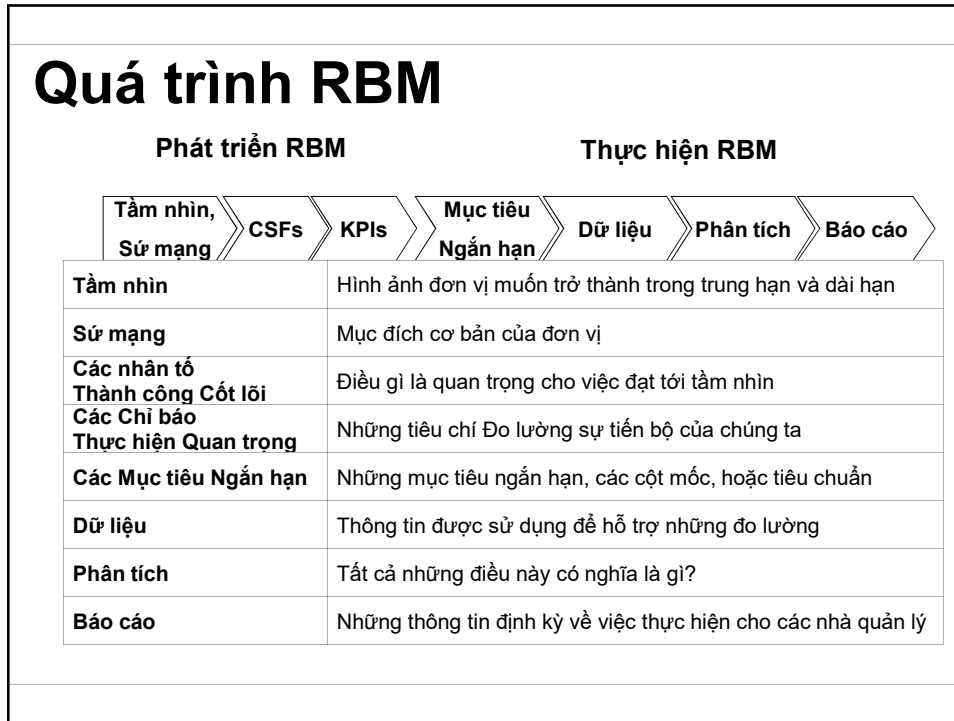 Quá trình RBM
Phát triển RBM
Thực hiện RBM
Tầm nhìn,
Sứ mạng
CSFs
KPIs
Mục tiêu
Ngắn hạn
Dữ liệu
Phân tích
Báo cáo
Tầm nhìn
Hình ảnh đơn vị muốn trở thành trong trung hạn và dài hạn
Sứ mạng
Mục đích cơ bản của đơn vị
Các nhân tố
Thành công Cốt lõi
Điều gì là quan trọng cho việc đạt tới tầm nhìn
Các Chỉ báo
Thực hiện Quan trọng
Những tiêu chí Đo lường sự tiến bộ của chúng ta
Các Mục tiêu Ngắn hạn
Những mục tiêu ngắn hạn, các cột mốc, hoặc tiêu chuẩn
Dữ liệu
Thông tin được sử dụng để hỗ trợ những đo lường
Phân tích
Tất cả những điều này có nghĩa là gì?
Báo cáo
Những thông tin định kỳ về việc thực hiện cho các nhà quản lý